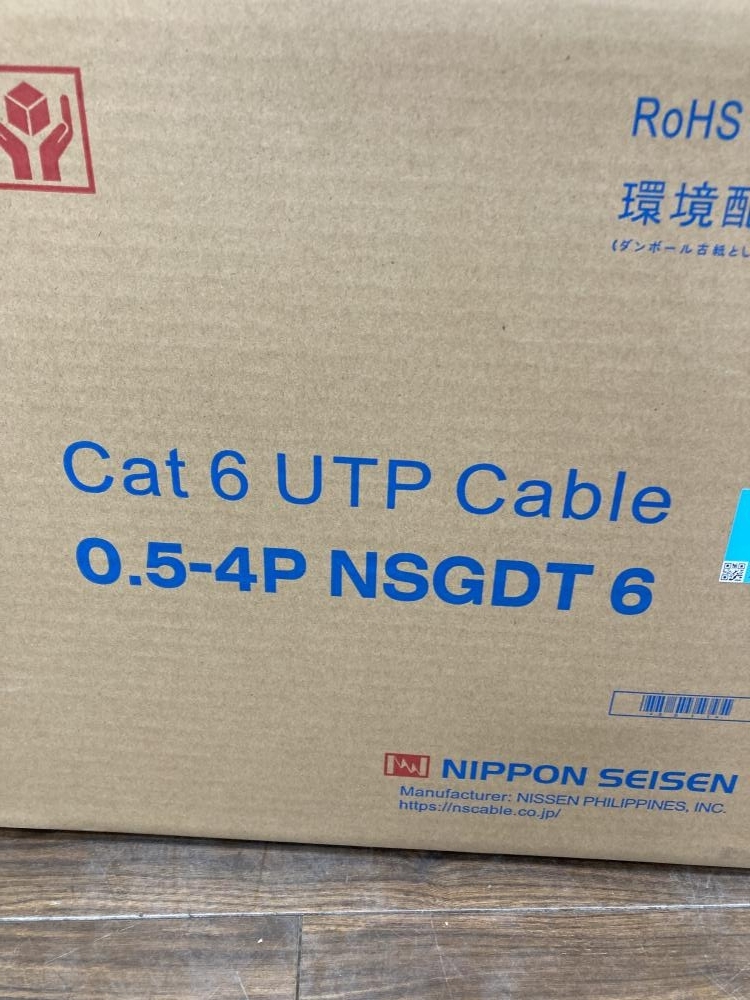 RoHS
環境配
(ダンボール古紙とし
Cat 6 UTP Cable
0.5-4P NSGDT 6
NIPPON SEISEN
Manufacturer: NISSEN PHILIPPINES, INC.
https://nscable.co.jp/